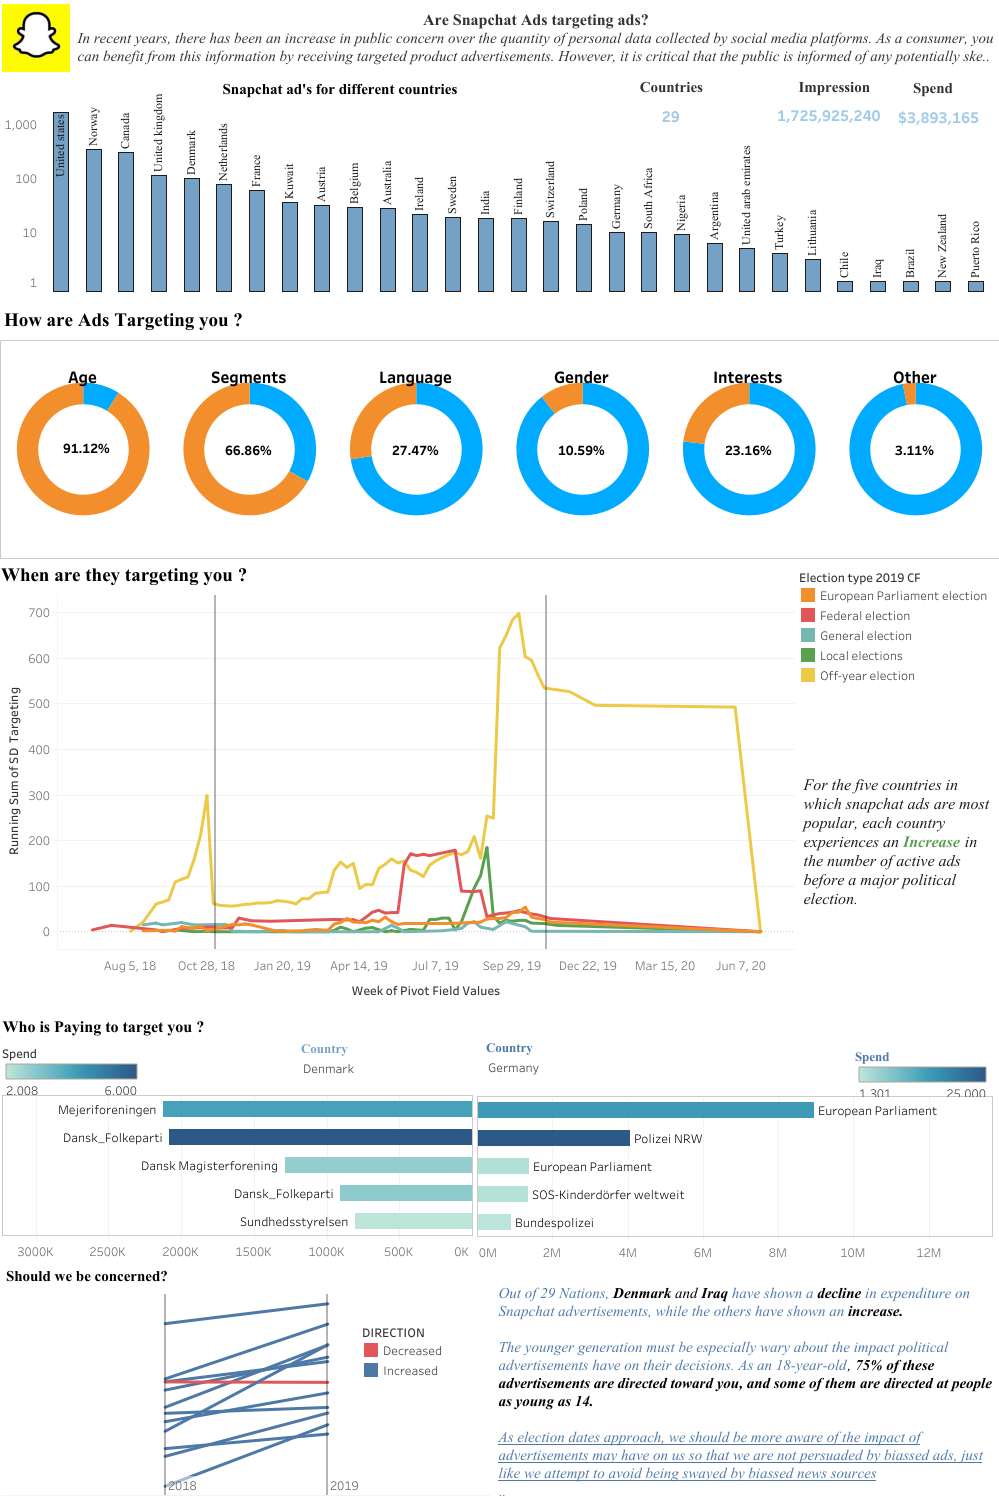 Are Snapchat Ads targeting ads?
In recent years, there has been an increase in public concern over the quantity of personal data collected by social media platforms. As a consumer, you
can benefit from this information by receiving targeted product advertisements. However, it is critical that the public is informed of any potentially ske..
Snapchat ad's for different countries
Countries
Impression
Spend
29
1,725,925,240
$3,893,165
1,000
100
10
1
United states
Norway
Canada
United kingdom
Denmark
Netherlands
France
Kuwait
Austria
Belgium
Australia
Ireland
Sweden
India
Finland
Switzerland
Poland
Germany
South Africa
Nigeria
Argentina
United arab emirates
Turkey
Lithuania
Chile
Iraq
Brazil
New Zealand
Puerto Rico
How are Ads Targeting you ?
Age
Segments
Language
Gender
Interests
Other
91.12%
66.86%
27.47%
10.59%
23.16%
3.11%
When are they targeting you ?
Election type 2019 CF
European Parliament election
Federal election
General election
Local elections
Off-year election
Running Sum of SD Targeting
700
600
500
400
300
200
100
0
Aug 5, 18
Oct 28, 18
Jan 20, 19
Apr 14, 19
Jul 7, 19
Sep 29, 19
Dec 22, 19
Mar 15, 20
Jun 7, 20
Week of Pivot Field Values
For the five countries in
which snapchat ads are most
popular, each country
experiences an Increase in
the number of active ads
before a major political
election.
Who is Paying to target you ?
Spend
2,008
6,000
Country
Denmark
Country
Germany
Spend
1,301
25,000
Mejeriforeningen
Dansk_Folkeparti
Dansk Magisterforening
Dansk_Folkeparti
Sundhedsstyrelsen
3000K
2500K
2000K
1500K
1000K
500K
0K
European Parliament
Polizei NRW
European Parliament
SOS-Kinderdörfer weltweit
Bundespolizei
0M
2M
4M
6M
8M
10M
12M
Should we be concerned?
DIRECTION
Decreased
Increased
2018
2019
Out of 29 Nations, Denmark and Iraq have shown a decline in expenditure on
Snapchat advertisements, while the others have shown an increase.
The younger generation must be especially wary about the impact political
advertisements have on their decisions. As an 18-year-old, 75% of these
advertisements are directed toward you, and some of them are directed at people
as young as 14.
As election dates approach, we should be more aware of the impact of
advertisements may have on us so that we are not persuaded by biassed ads, just
like we attempt to avoid being swayed by biassed news sources
..